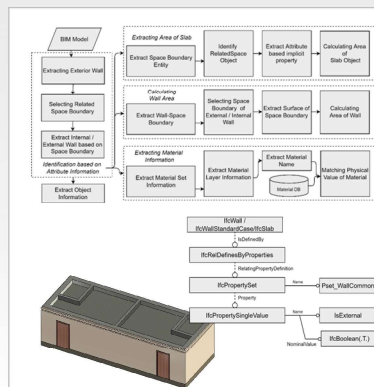 BIM Model
Extracting Exterior Wall
Selecting Related
Space Boundary
Extract Internal /
External Wall based on
Space Boundary
Identification based on
Attribute Information
Extract Object
Information
Extracting Area of Slab
Extract Space Boundary
Entity
Identify
RelatedSpace
Object
Extract Attribute
based implicit
property
Calculating
Area of
Slab Object
Calculating
Wall Area
Extract Wall-Space
Boundary
Selecting Space
Boundary of
External / Internal
Wall
Extract Surface of
Space Boundary
Calculating
Area of Wall
Extracting Material
Information
Extract Material Set
Information
Extract Material
Layer Information
Extract Material
Name
Material DB
Matching Physical
Value of Material
IfcWall /
IfcWallStandardCase/IfcSlab
IsDefinedBy
IfcRelDefinesByProperties
RelatingPropertyDefinition
IfcPropertySet
Name
Pset_WallCommon
Property
IfcPropertySingleValue
Name
IsExternal
NominalValue
IfcBoolean(.T.)